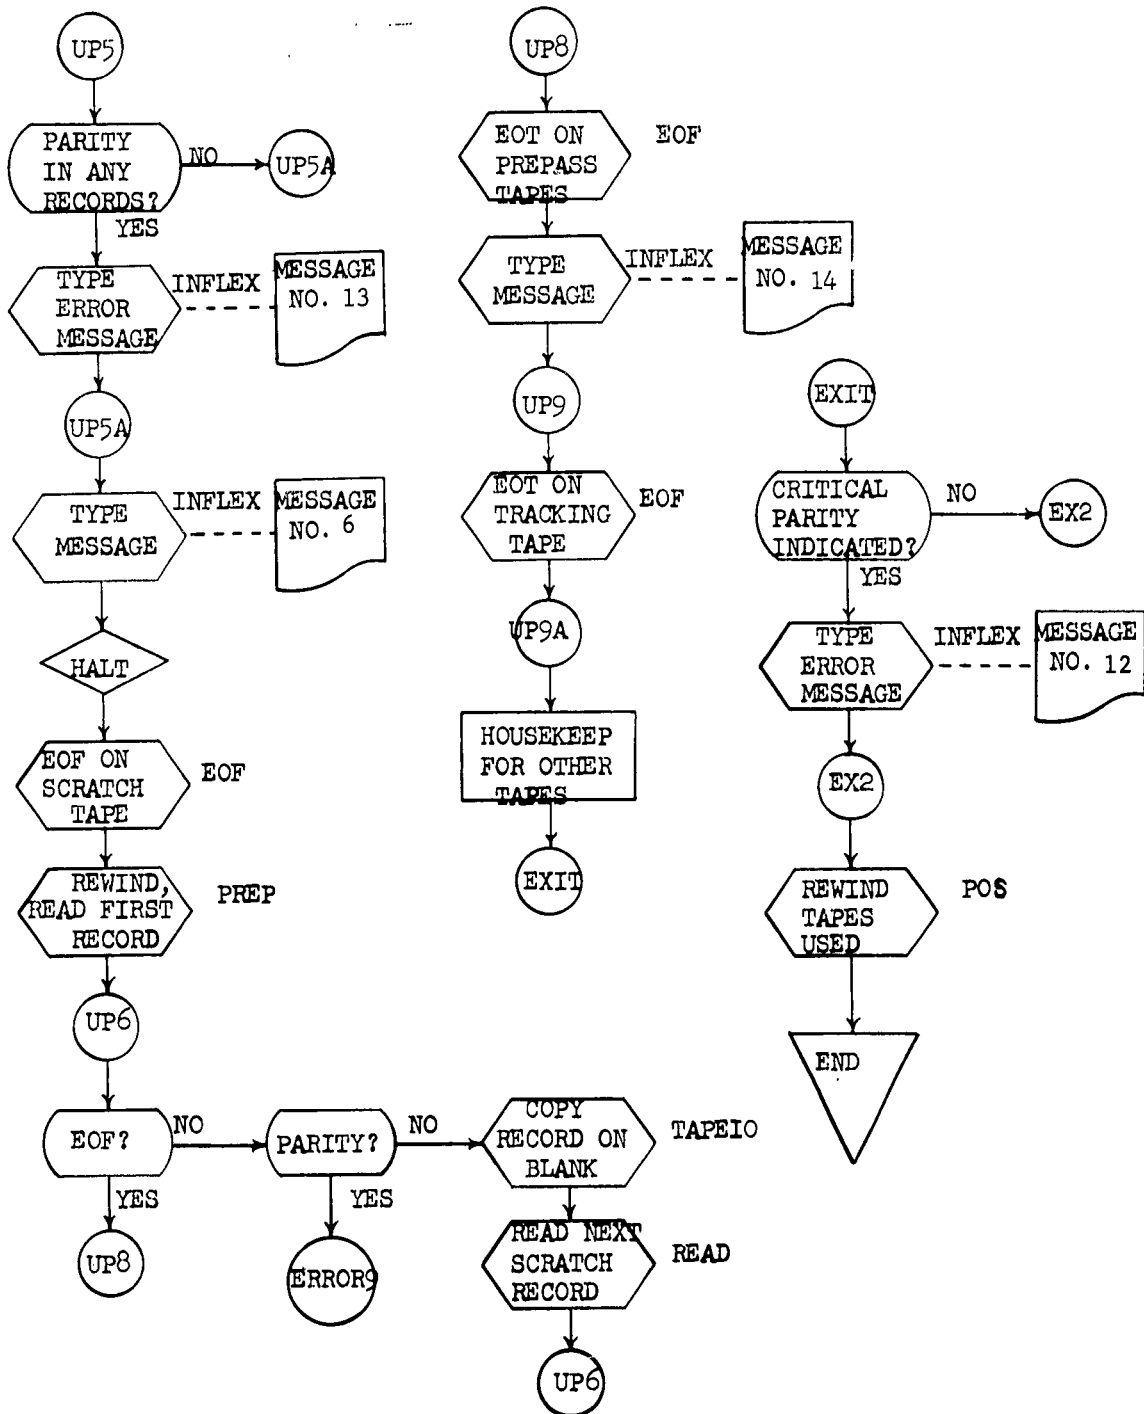 UP5
PARITY
IN ANY
RECORDS?
NO
UP5A
YES
TYPE
ERROR
MESSAGE
INFLEX
MESSAGE
NO. 13
UP5A
TYPE
MESSAGE
INFLEX
MESSAGE
NO. 6
HALT
EOF ON
SCRATCH
TAPE
EOF
REWIND,
READ FIRST
RECORD
PREP
UP6
EOF?
NO
YES
UP8
PARITY?
NO
YES
ERROR9
COPY
RECORD ON
BLANK
TAPEIO
READ NEXT
SCRATCH
RECORD
READ
UP6
UP8
EOT ON
PREPASS
TAPES
EOF
TYPE
MESSAGE
INFLEX
MESSAGE
NO. 14
UP9
EOT ON
TRACKING
TAPE
EOF
UP9A
HOUSEKEEP
FOR OTHER
TAPES
EXIT
EXIT
CRITICAL
PARITY
INDICATED?
NO
EX2
YES
TYPE
ERROR
MESSAGE
INFLEX
MESSAGE
NO. 12
EX2
REWIND
TAPES
USED
POS
END